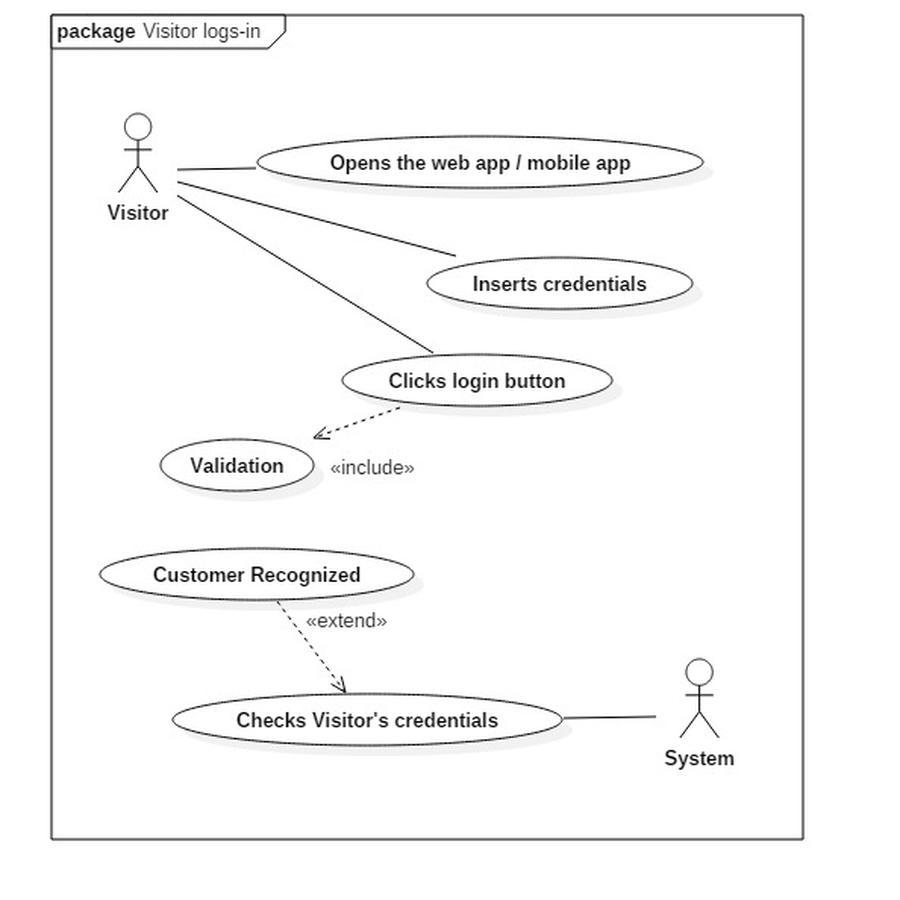 package Visitor logs-in
Opens the web app / mobile app
Visitor
Inserts credentials
Clicks login button
Validation
«include»
Customer Recognized
«extend»
Checks Visitor's credentials
System